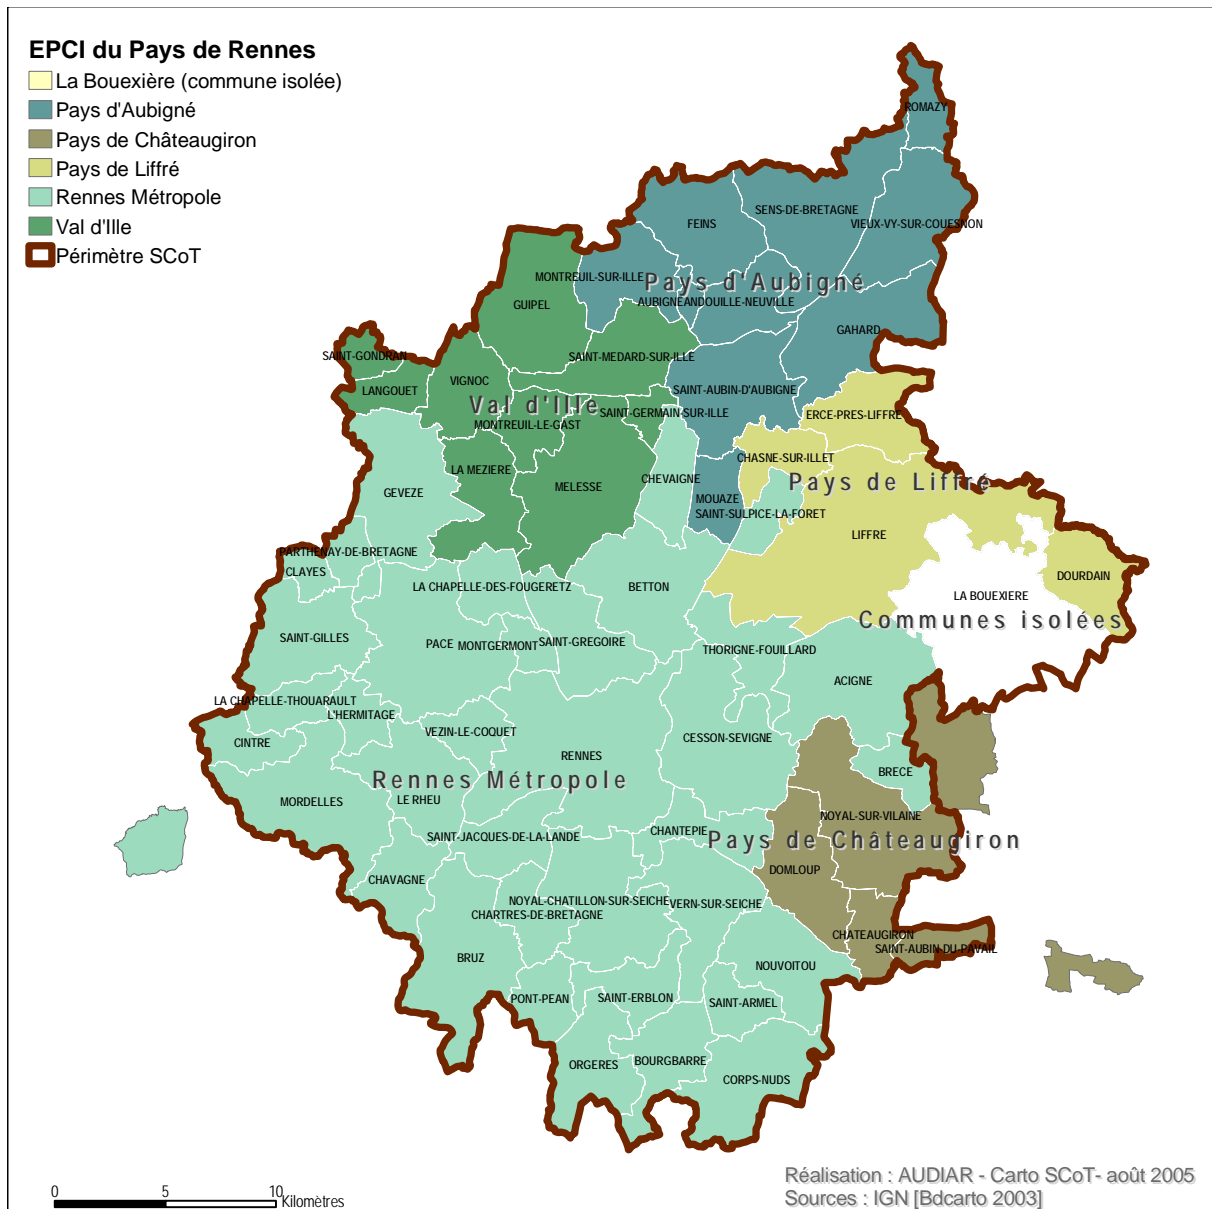 EPCI du Pays de Rennes
La Bouexière (commune isolée)
Pays d'Aubigné
Pays de Châteaugiron
Pays de Liffré
Rennes Métropole
Val d'Ille
Périmètre SCoT
ROMAZY
SENS-DE-BRETAGNE
FEINS
VIEUX-VY-SUR-COUESNON
MONTREUIL-SUR-ILLE
Pays d'Aubigné
GUIPEL
AUBIGNE
ANDOUILLE-NEUVILLE
GAHARD
SAINT-GONDRAN
SAINT-MEDARD-SUR-ILLE
VIGNOC
LANGOUET
SAINT-AUBIN-D'AUBIGNE
Val d'Ille
SAINT-GERMAIN-SUR-ILLE
ERCE-PRES-LIFFRE
MONTREUIL-LE-GAST
CHASNE-SUR-ILLET
LA MEZIERE
CHEVAIGNE
Pays de Liffré
GEVEZE
MELESSE
MOUAZE
SAINT-SULPICE-LA-FORET
LIFFRE
PARTHENAY-DE-BRETAGNE
CLAYES
DOURDAIN
LA CHAPELLE-DES-FOUGERETZ
BETTON
LA BOUEXIERE
Communes isolées
SAINT-GILLES
PACE
MONTGERMONT
SAINT-GREGOIRE
THORIGNE-FOUILLARD
ACIGNE
LA CHAPELLE-THOUARAULT
L'HERMITAGE
VEZIN-LE-COQUET
CESSON-SEVIGNE
CINTRE
RENNES
BRECE
Rennes Métropole
MORDELLES
LE RHEU
NOYAL-SUR-VILAINE
SAINT-JACQUES-DE-LA-LANDE
CHANTEPIE
Pays de Châteaugiron
DOMLOUP
CHAVAGNE
NOYAL-CHATILLON-SUR-SEICHE
VERN-SUR-SEICHE
CHARTRES-DE-BRETAGNE
CHATEAUGIRON
SAINT-AUBIN-DU-PAVAIL
BRUZ
NOUVOITOU
PONT-PEAN
SAINT-ERBLON
SAINT-ARMEL
ORGERES
BOURGBARRE
CORPS-NUDS
0 5 10
Kilomètres
Réalisation : AUDIAR - Carto SCoT- août 2005
Sources : IGN [Bdcarto 2003]